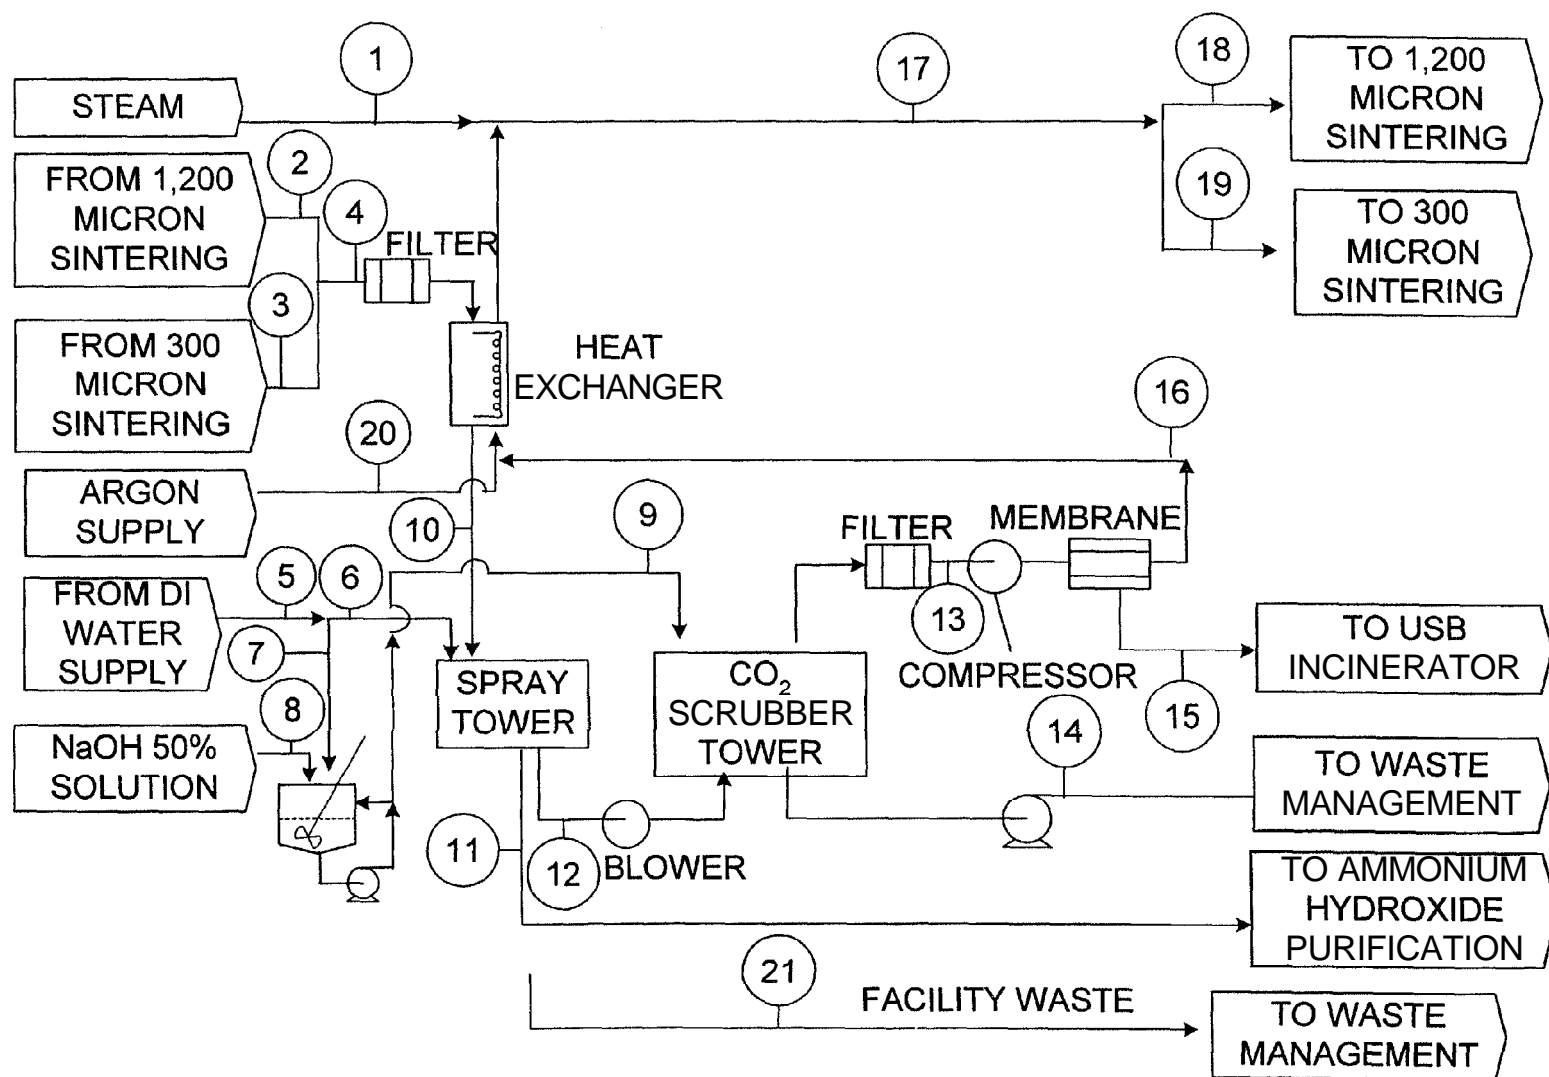 1
17
18
STEAM
TO 1,200
MICRON
SINTERING
2
FROM 1,200
MICRON
SINTERING
4
FILTER
19
TO 300
MICRON
SINTERING
3
FROM 300
MICRON
SINTERING
HEAT
EXCHANGER
16
20
ARGON
SUPPLY
10
9
FILTER
MEMBRANE
13
COMPRESSOR
5
6
FROM DI
WATER
SUPPLY
7
TO USB
INCINERATOR
15
8
SPRAY
TOWER
CO₂
SCRUBBER
TOWER
14
NaOH 50%
SOLUTION
TO WASTE
MANAGEMENT
11
12
BLOWER
TO AMMONIUM
HYDROXIDE
PURIFICATION
21
FACILITY WASTE
TO WASTE
MANAGEMENT